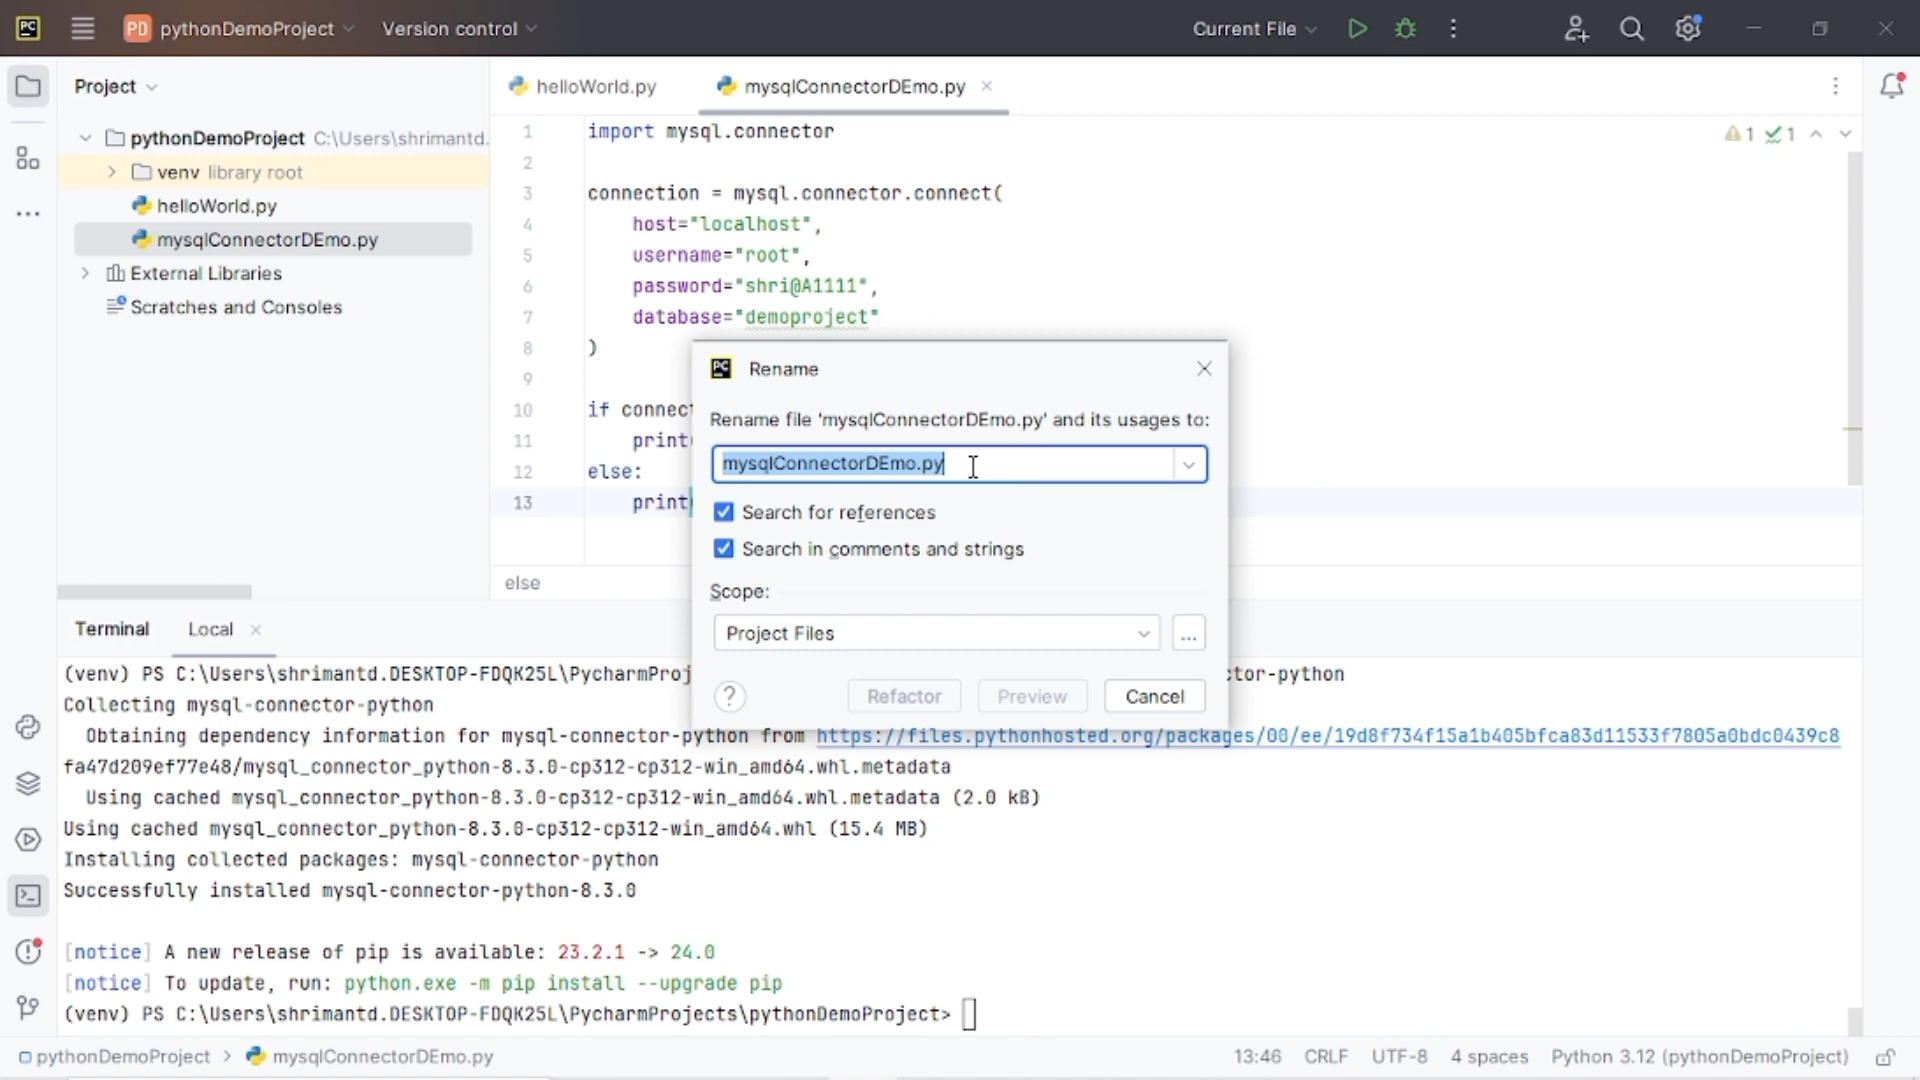 PC
PD pythonDemoProject
Version control
Current File
Project
helloWorld.py
mysqlConnectorDEmo.py
pythonDemoProject C:\Users\shrimantd.
venv library root
helloWorld.py
mysqlConnectorDEmo.py
External Libraries
Scratches and Consoles
1 import mysql.connector
2
3 connection = mysql.connector.connect(
4 host="localhost",
5 username="root",
6 password="shri@A1111",
7 database="demoproject"
8 )
9
10 if connect
11 print
12 else:
13 print
1 1
else
PC Rename
Rename file 'mysqlConnectorDEmo.py' and its usages to:
mysqlConnectorDEmo.py
Search for references
Search in comments and strings
Scope:
Project Files
...
?
Refactor
Preview
Cancel
Terminal
Local
(venv) PS C:\Users\shrimantd.DESKTOP-FDQK25L\PycharmProj ctor-python
Collecting mysql-connector-python
Obtaining dependency information for mysql-connector-python from https://files.pythonhosted.org/packages/00/ee/19d8f734f15a1b405bfca83d11533f7805a0bdc0439c8
fa47d209ef77e48/mysql_connector_python-8.3.0-cp312-cp312-win_amd64.whl.metadata
Using cached mysql_connector_python-8.3.0-cp312-cp312-win_amd64.whl.metadata (2.0 kB)
Using cached mysql_connector_python-8.3.0-cp312-cp312-win_amd64.whl (15.4 MB)
Installing collected packages: mysql-connector-python
Successfully installed mysql-connector-python-8.3.0
[notice] A new release of pip is available: 23.2.1 -> 24.0
[notice] To update, run: python.exe -m pip install --upgrade pip
(venv) PS C:\Users\shrimantd.DESKTOP-FDQK25L\PycharmProjects\pythonDemoProject>
pythonDemoProject > mysqlConnectorDEmo.py
13:46 CRLF UTF-8 4 spaces Python 3.12 (pythonDemoProject)